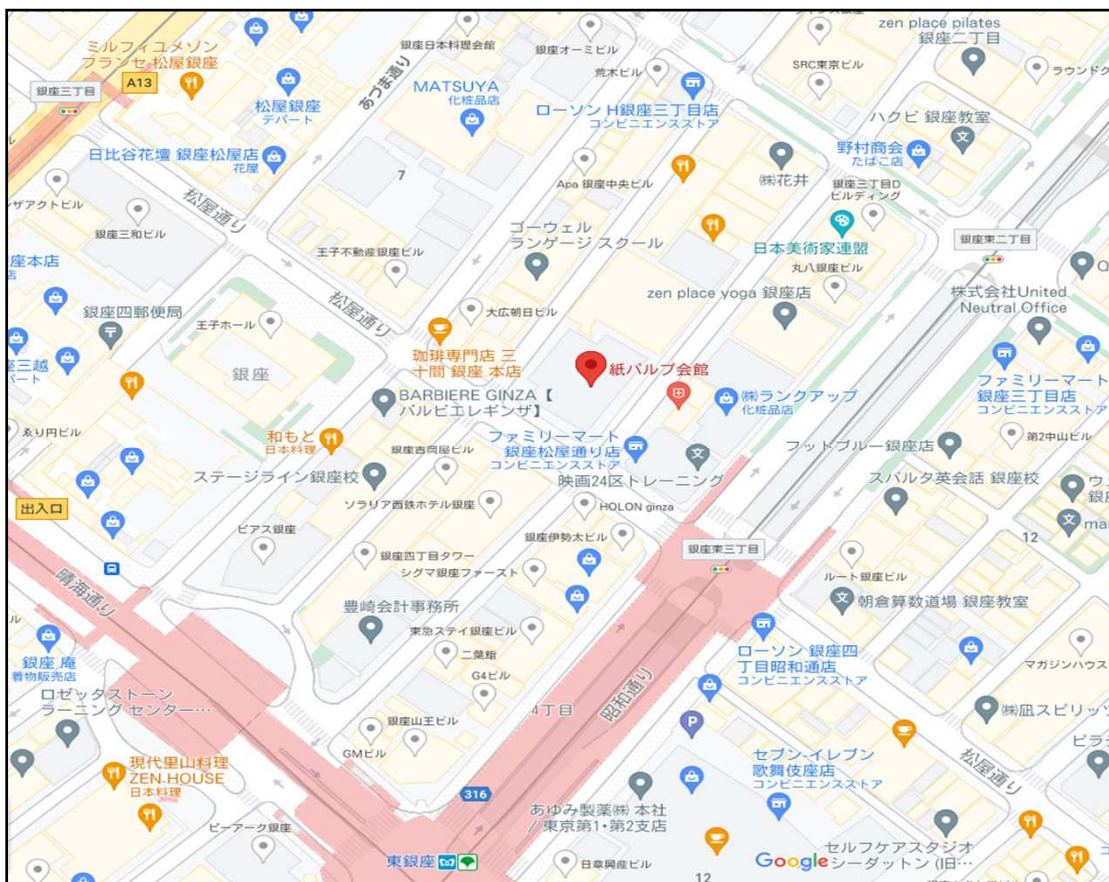 ミルフィユメゾン
フランセ 松屋銀座
A13
銀座三丁目
銀座日本料理会館
銀座オーミビル
zen place pilates
銀座二丁目
SRC東京ビル
ラウンドク
荒木ビル
あづま通り
MATSUYA
化粧品店
松屋銀座
デパート
ローソン H銀座三丁目店
コンビニエンスストア
ハクビ 銀座教室
日比谷花壇 銀座松屋店
花屋
野村商会
たばこ店
7
㈱花井
Apa 銀座中央ビル
銀座三丁目D
ビルディング
ザアクトビル
松屋通り
銀座三和ビル
ゴーウェル
ランゲージ スクール
日本美術家連盟
銀座東二丁目
王子不動産銀座ビル
丸八銀座ビル
座本店
店
Q
zen place yoga 銀座店
株式会社United
Neutral Office
銀座四郵便局
松屋通り
大広朝日ビル
王子ホール
珈琲専門店 三
十間 銀座 本店
座三越
パート
銀座
紙パルプ会館
ファミリーマート
銀座三丁目店
コンビニエンスストア
BARBIERE GINZA【
バルビエレギンザ】
㈱ランクアップ
化粧品店
ゑり円ビル
和もと
日本料理
銀座吉岡屋ビル
ファミリーマート
銀座松屋通り店
コンビニエンスストア
フットブルー銀座店
第2中山ビル
ステージライン銀座校
映画24区トレーニング
スパルタ英会話 銀座校
ウ
銀座
出入口
ソラリア西鉄ホテル銀座
HOLON ginza
ma
ピアス銀座
銀座伊勢太ビル
銀座東三丁目
12
銀座四丁目タワー
シグマ銀座ファースト
ルート銀座ビル
晴海通り
豊崎会計事務所
朝倉算数道場 銀座教室
東急ステイ銀座ビル
ローソン 銀座四
丁目昭和通店
コンビニエンスストア
銀座 庵
着物販売店
二葉鮨
マガジンハウス
ロゼッタストーン
ラーニング センター…
G4ビル
昭和通り
4丁目
㈱凪スピリッツ
銀座山王ビル
P
松屋通り
GMビル
セブン-イレブン
歌舞伎座店
コンビニエンスストア
ピラ
現代里山料理
ZEN HOUSE
日本料理
316
あゆみ製薬㈱ 本社
/ 東京第1・第2支店
ビーアーク銀座
東銀座
日章興産ビル
Google
セルフケアスタジオ
シーダットン (旧…
12